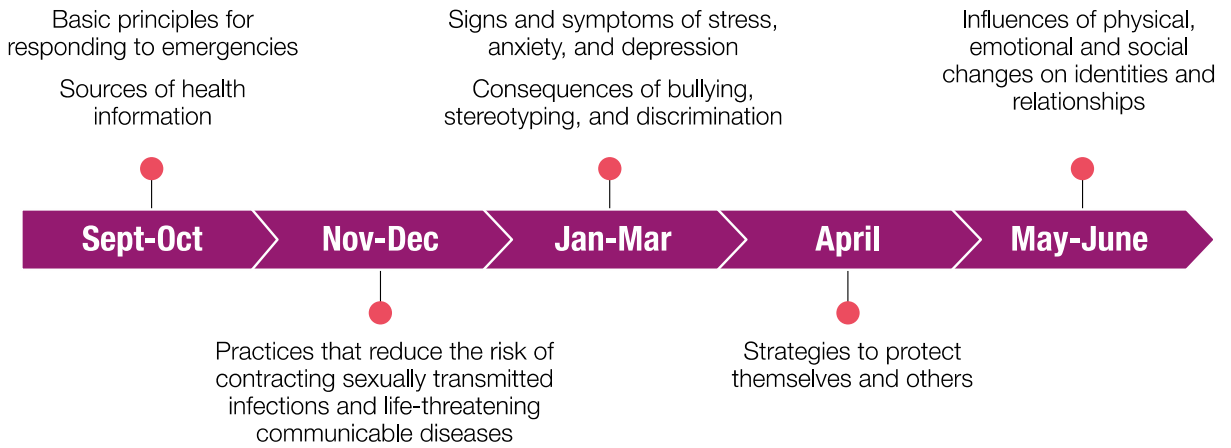 Basic principles for
responding to emergencies
Sources of health
information
Signs and symptoms of stress,
anxiety, and depression
Consequences of bullying,
stereotyping, and discrimination
Influences of physical,
emotional and social
changes on identities and
relationships
Sept-Oct
Nov-Dec
Jan-Mar
April
May-June
Practices that reduce the risk of
contracting sexually transmitted
infections and life-threatening
communicable diseases
Strategies to protect
themselves and others